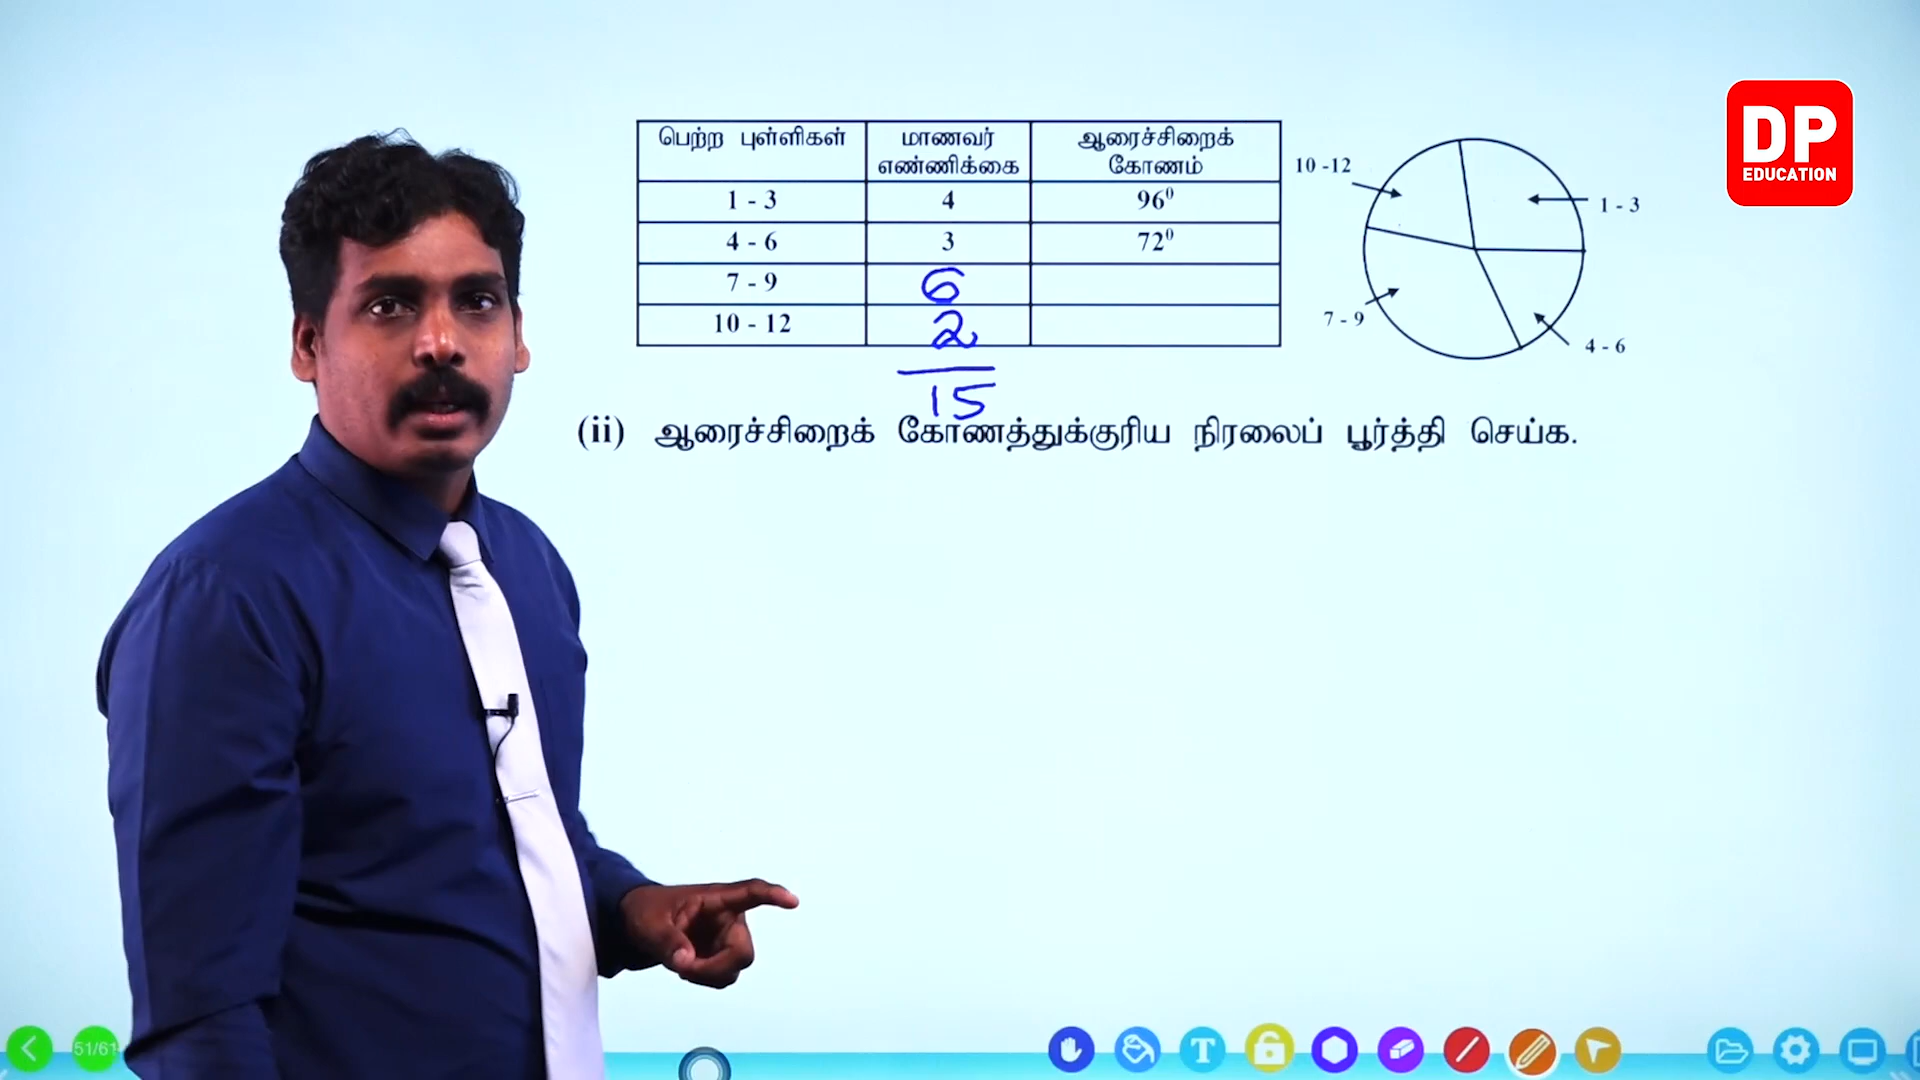 DP
EDUCATION
பெற்ற புள்ளிகள் மாணவர் எண்ணிக்கை ஆரைச்சிறைக் கோணம்
1 - 3 4 96⁰
4 - 6 3 72⁰
7 - 9 6
10 - 12 2
15
10 -12
1 - 3
7 - 9
4 - 6
(ii) ஆரைச்சிறைக் கோணத்துக்குரிய நிரலைப் பூர்த்தி செய்க.
51/61
T